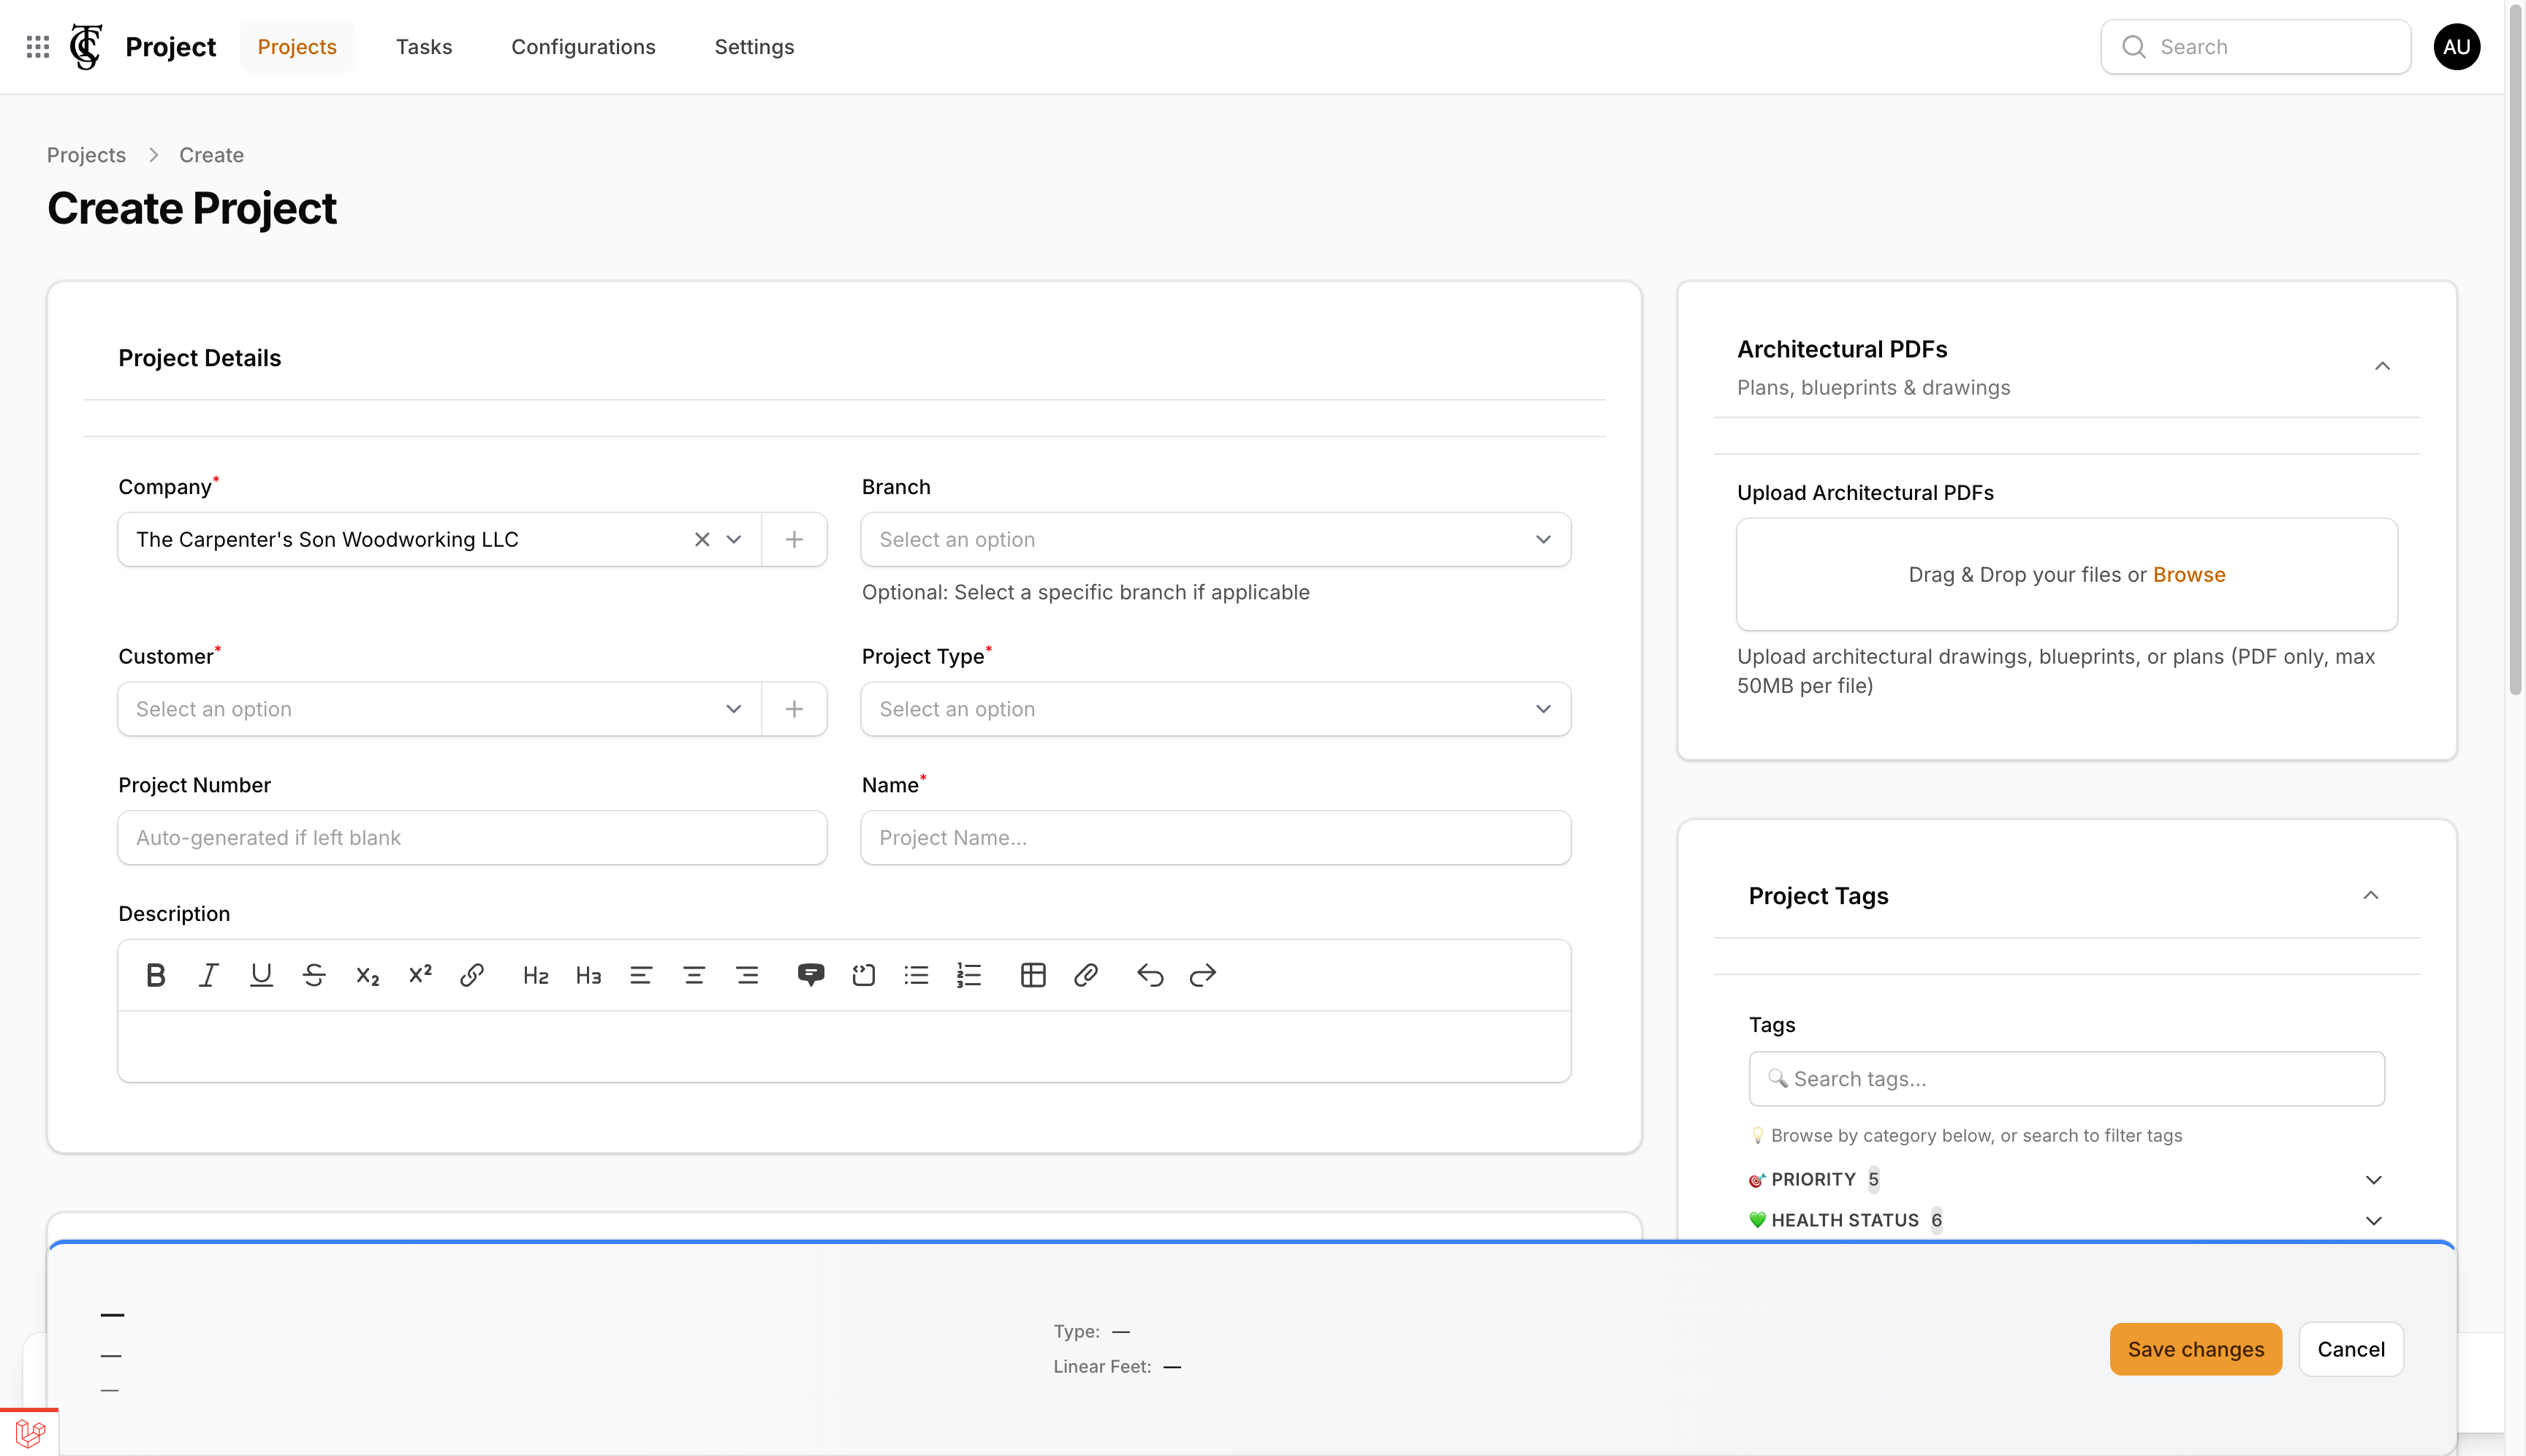 Project
Projects
Tasks
Configurations
Settings
Search
AU
Projects
Create
Create Project
Project Details
Company*
The Carpenter's Son Woodworking LLC
Branch
Select an option
Optional: Select a specific branch if applicable
Customer*
Select an option
Project Type*
Select an option
Project Number
Auto-generated if left blank
Name*
Project Name...
Description
H2
H3
Architectural PDFs
Plans, blueprints & drawings
Upload Architectural PDFs
Drag & Drop your files or Browse
Upload architectural drawings, blueprints, or plans (PDF only, max
50MB per file)
Project Tags
Tags
🔍 Search tags...
💡 Browse by category below, or search to filter tags
🎯 PRIORITY 5
💚 HEALTH STATUS 6
—
—
—
Type: —
Linear Feet: —
Save changes
Cancel